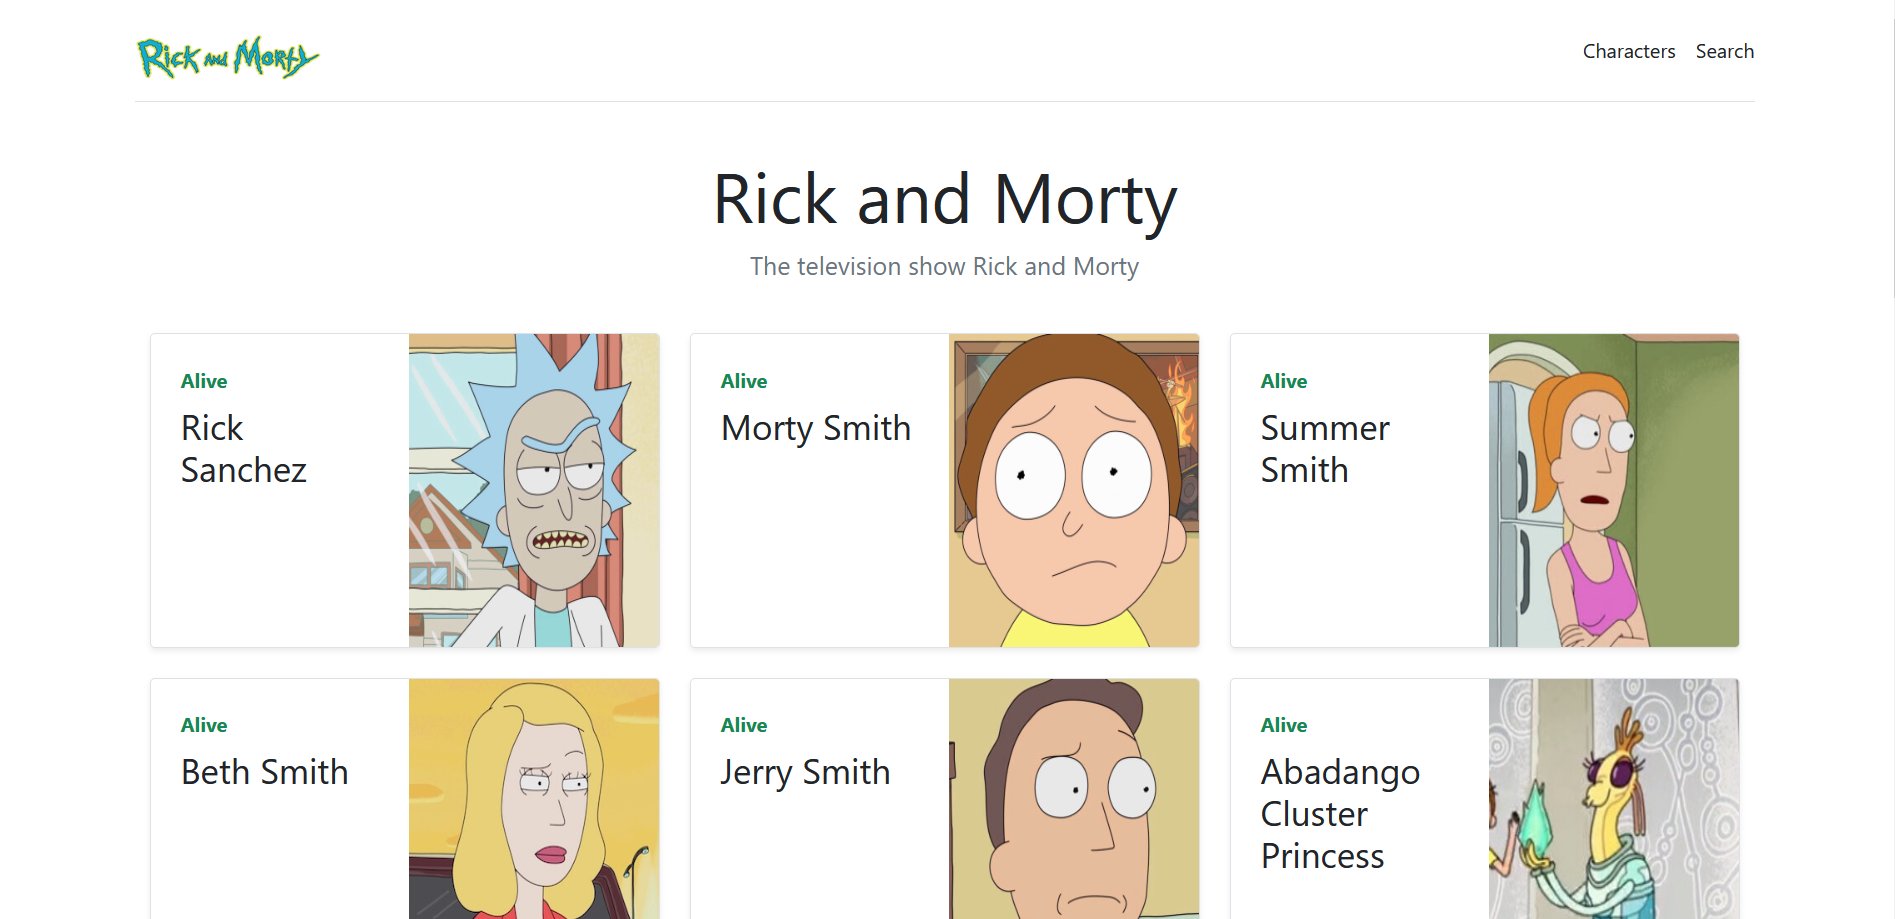 Rick and Morty
Characters Search
Rick and Morty
The television show Rick and Morty
Alive
Rick
Sanchez
Alive
Morty Smith
Alive
Summer
Smith
Alive
Beth Smith
Alive
Jerry Smith
Alive
Abadango
Cluster
Princess